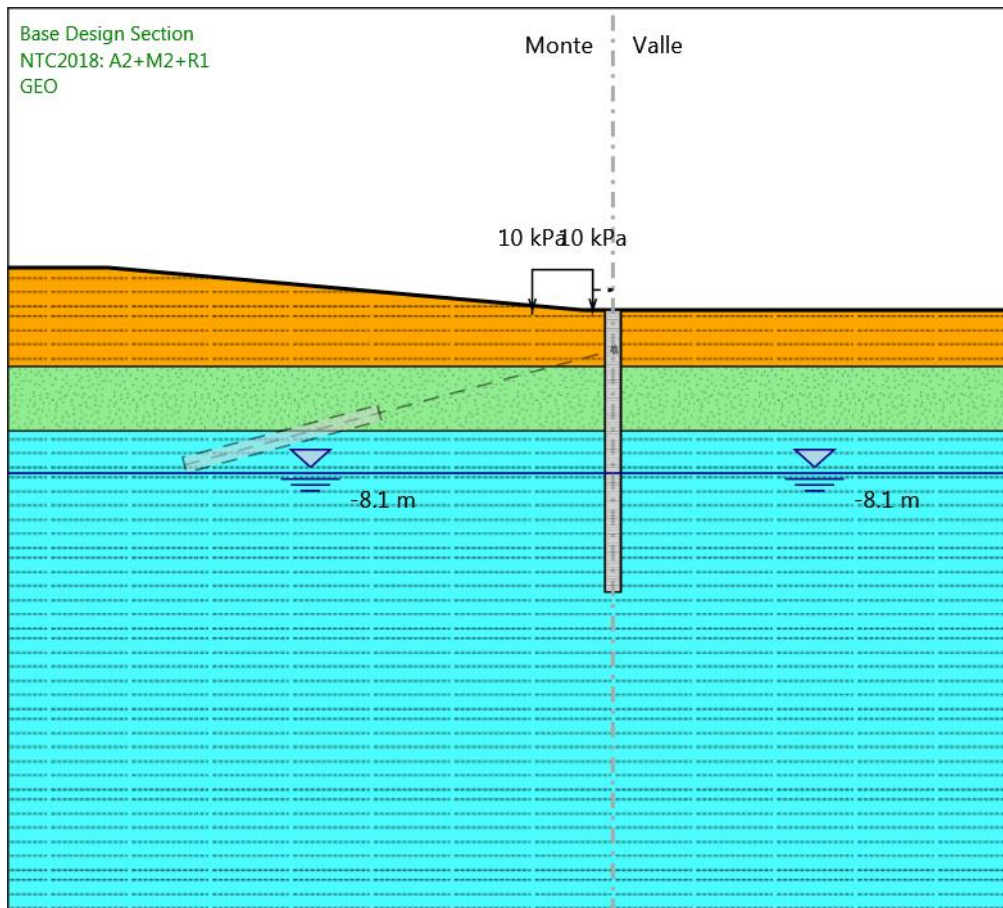 Base Design Section
NTC2018: A2+M2+R1
GEO
Monte
Valle
10 kPa
10 kPa
-8.1 m
-8.1 m